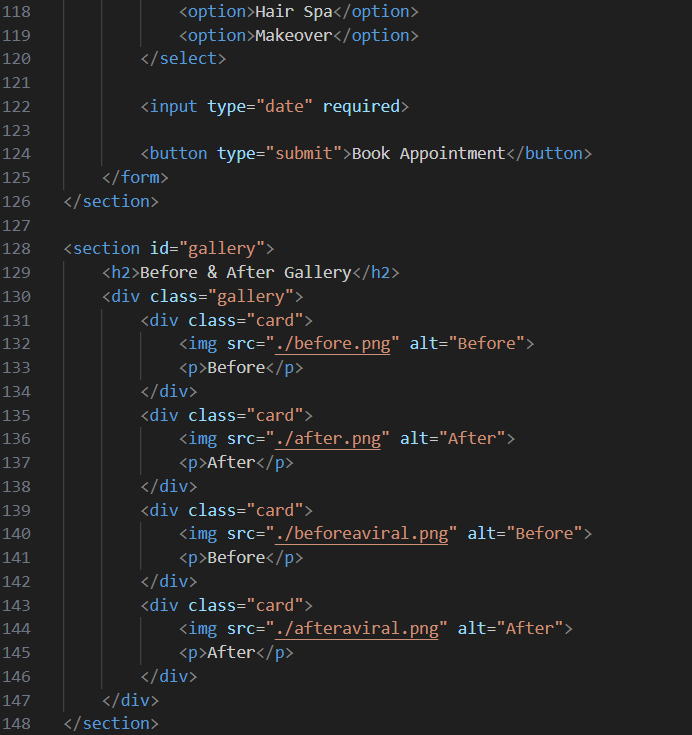 118                <option>Hair Spa</option>
119                <option>Makeover</option>
120            </select>
121
122            <input type="date" required>
123
124            <button type="submit">Book Appointment</button>
125        </form>
126    </section>
127
128    <section id="gallery">
129        <h2>Before & After Gallery</h2>
130        <div class="gallery">
131            <div class="card">
132                <img src="./before.png" alt="Before">
133                <p>Before</p>
134            </div>
135            <div class="card">
136                <img src="./after.png" alt="After">
137                <p>After</p>
138            </div>
139            <div class="card">
140                <img src="./beforeaviral.png" alt="Before">
141                <p>Before</p>
142            </div>
143            <div class="card">
144                <img src="./afteraviral.png" alt="After">
145                <p>After</p>
146            </div>
147        </div>
148    </section>